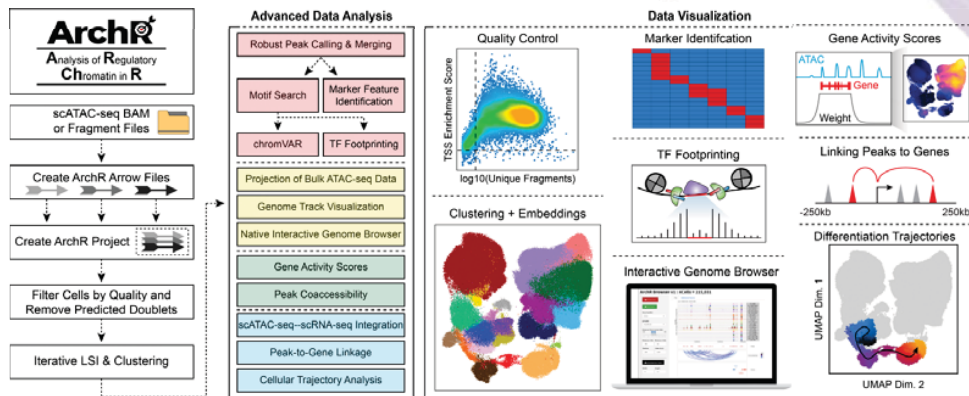 ArchR
Analysis of Regulatory
Chromatin in R
scATAC-seq BAM
or Fragment Files
Create ArchR Arrow Files
Create ArchR Project
Filter Cells by Quality and
Remove Predicted Doublets
Iterative LSI & Clustering
Advanced Data Analysis
Robust Peak Calling & Merging
Motif Search
Marker Feature
Identification
chromVAR
TF Footprinting
Projection of Bulk ATAC-seq Data
Genome Track Visualization
Native Interactive Genome Browser
Gene Activity Scores
Peak Coaccessibility
scATAC-seq--scRNA-seq Integration
Peak-to-Gene Linkage
Cellular Trajectory Analysis
Data Visualization
Quality Control
TSS Enrichment Score
log10(Unique Fragments)
Clustering + Embeddings
Marker Identifcation
TF Footprinting
Interactive Genome Browser
Gene Activity Scores
ATAC
Gene
Weight
Linking Peaks to Genes
-250kb
250kb
Differentiation Trajectories
UMAP Dim. 1
UMAP Dim. 2